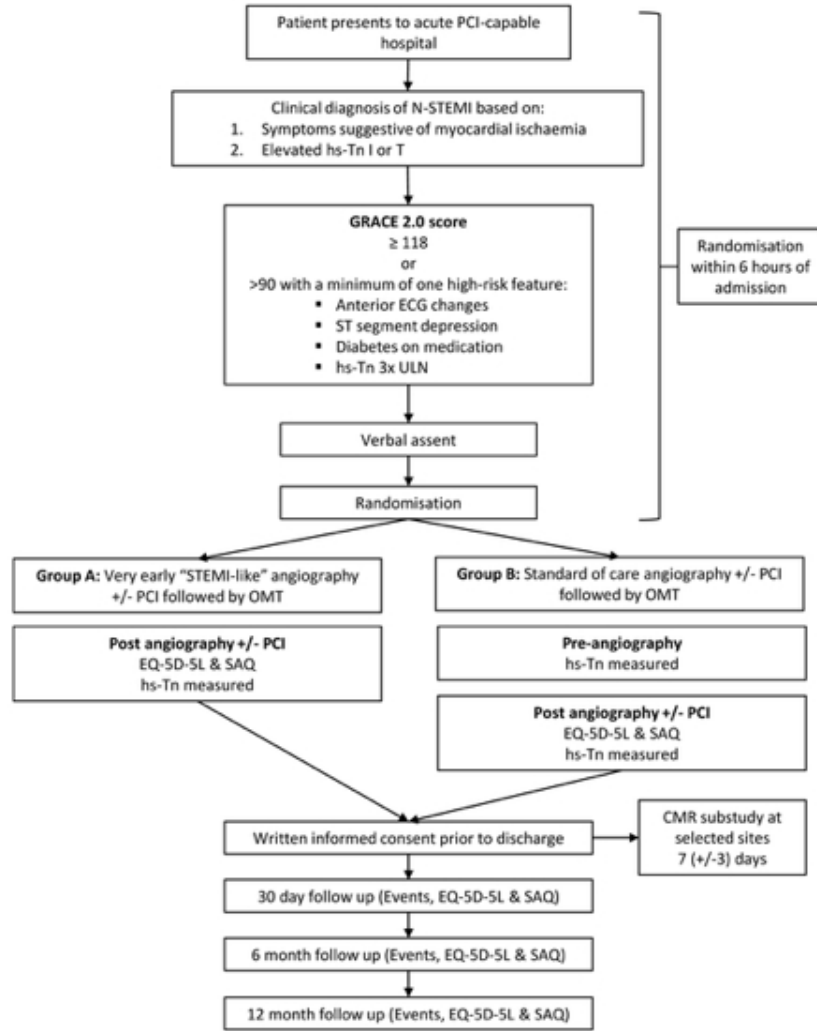 Patient presents to acute PCI-capable
hospital
Clinical diagnosis of N-STEMI based on:
1. Symptoms suggestive of myocardial ischaemia
2. Elevated hs-Tn I or T
GRACE 2.0 score
≥ 118
or
>90 with a minimum of one high-risk feature:
▪ Anterior ECG changes
▪ ST segment depression
▪ Diabetes on medication
▪ hs-Tn 3x ULN
Randomisation
within 6 hours of
admission
Verbal assent
Randomisation
Group A: Very early “STEMI-like” angiography
+/- PCI followed by OMT
Group B: Standard of care angiography +/- PCI
followed by OMT
Post angiography +/- PCI
EQ-5D-5L & SAQ
hs-Tn measured
Pre-angiography
hs-Tn measured
Post angiography +/- PCI
EQ-5D-5L & SAQ
hs-Tn measured
Written informed consent prior to discharge
CMR substudy at
selected sites
7 (+/-3) days
30 day follow up (Events, EQ-5D-5L & SAQ)
6 month follow up (Events, EQ-5D-5L & SAQ)
12 month follow up (Events, EQ-5D-5L & SAQ)